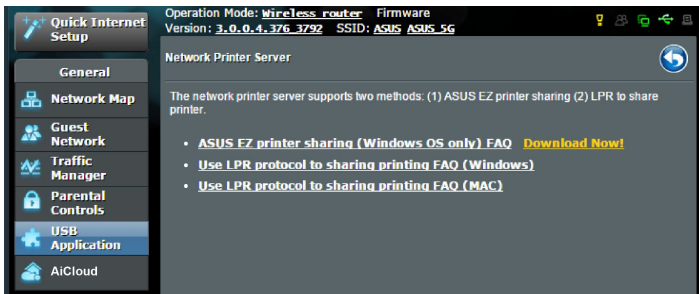 Quick Internet
Setup
General
Network Map
Guest
Network
Traffic
Manager
Parental
Controls
USB
Application
AiCloud
Operation Mode: Wireless router Firmware
Version: 3.0.0.4.376_3792 SSID: ASUS ASUS_5G
Network Printer Server
The network printer server supports two methods: (1) ASUS EZ printer sharing (2) LPR to share
printer.
ASUS EZ printer sharing (Windows OS only) FAQ Download Now!
Use LPR protocol to sharing printing FAQ (Windows)
Use LPR protocol to sharing printing FAQ (MAC)